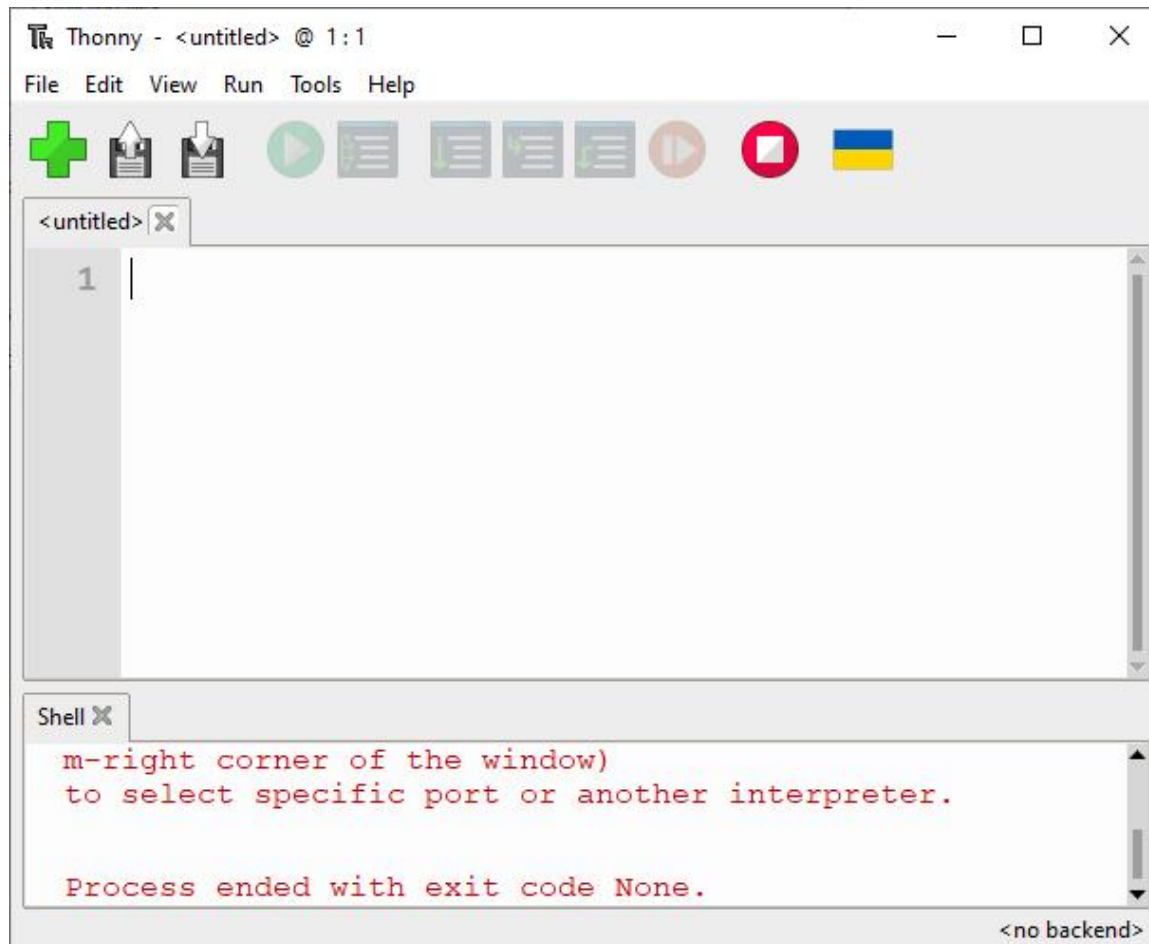 Thonny - <untitled> @ 1:1
File Edit View Run Tools Help
<untitled>
1
Shell
m-right corner of the window)
to select specific port or another interpreter.
Process ended with exit code None.
<no backend>